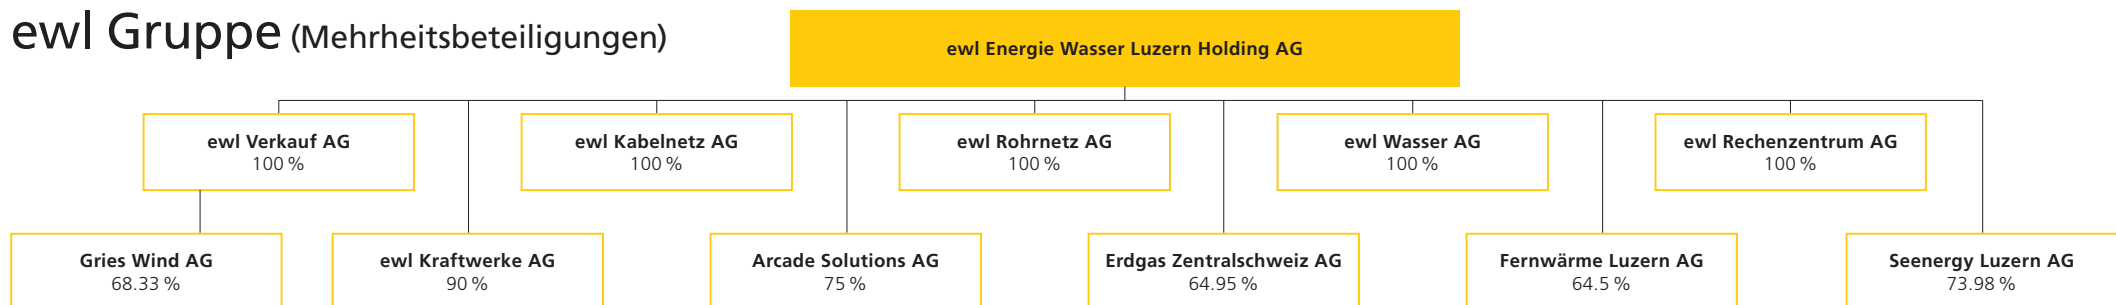 ewl Gruppe (Mehrheitsbeteiligungen)
ewl Energie Wasser Luzern Holding AG
ewl Verkauf AG
100 %
ewl Kabelnetz AG
100 %
ewl Rohrnetz AG
100 %
ewl Wasser AG
100 %
ewl Rechenzentrum AG
100 %
Gries Wind AG
68.33 %
ewl Kraftwerke AG
90 %
Arcade Solutions AG
75 %
Erdgas Zentralschweiz AG
64.95 %
Fernwärme Luzern AG
64.5 %
Seenergy Luzern AG
73.98 %